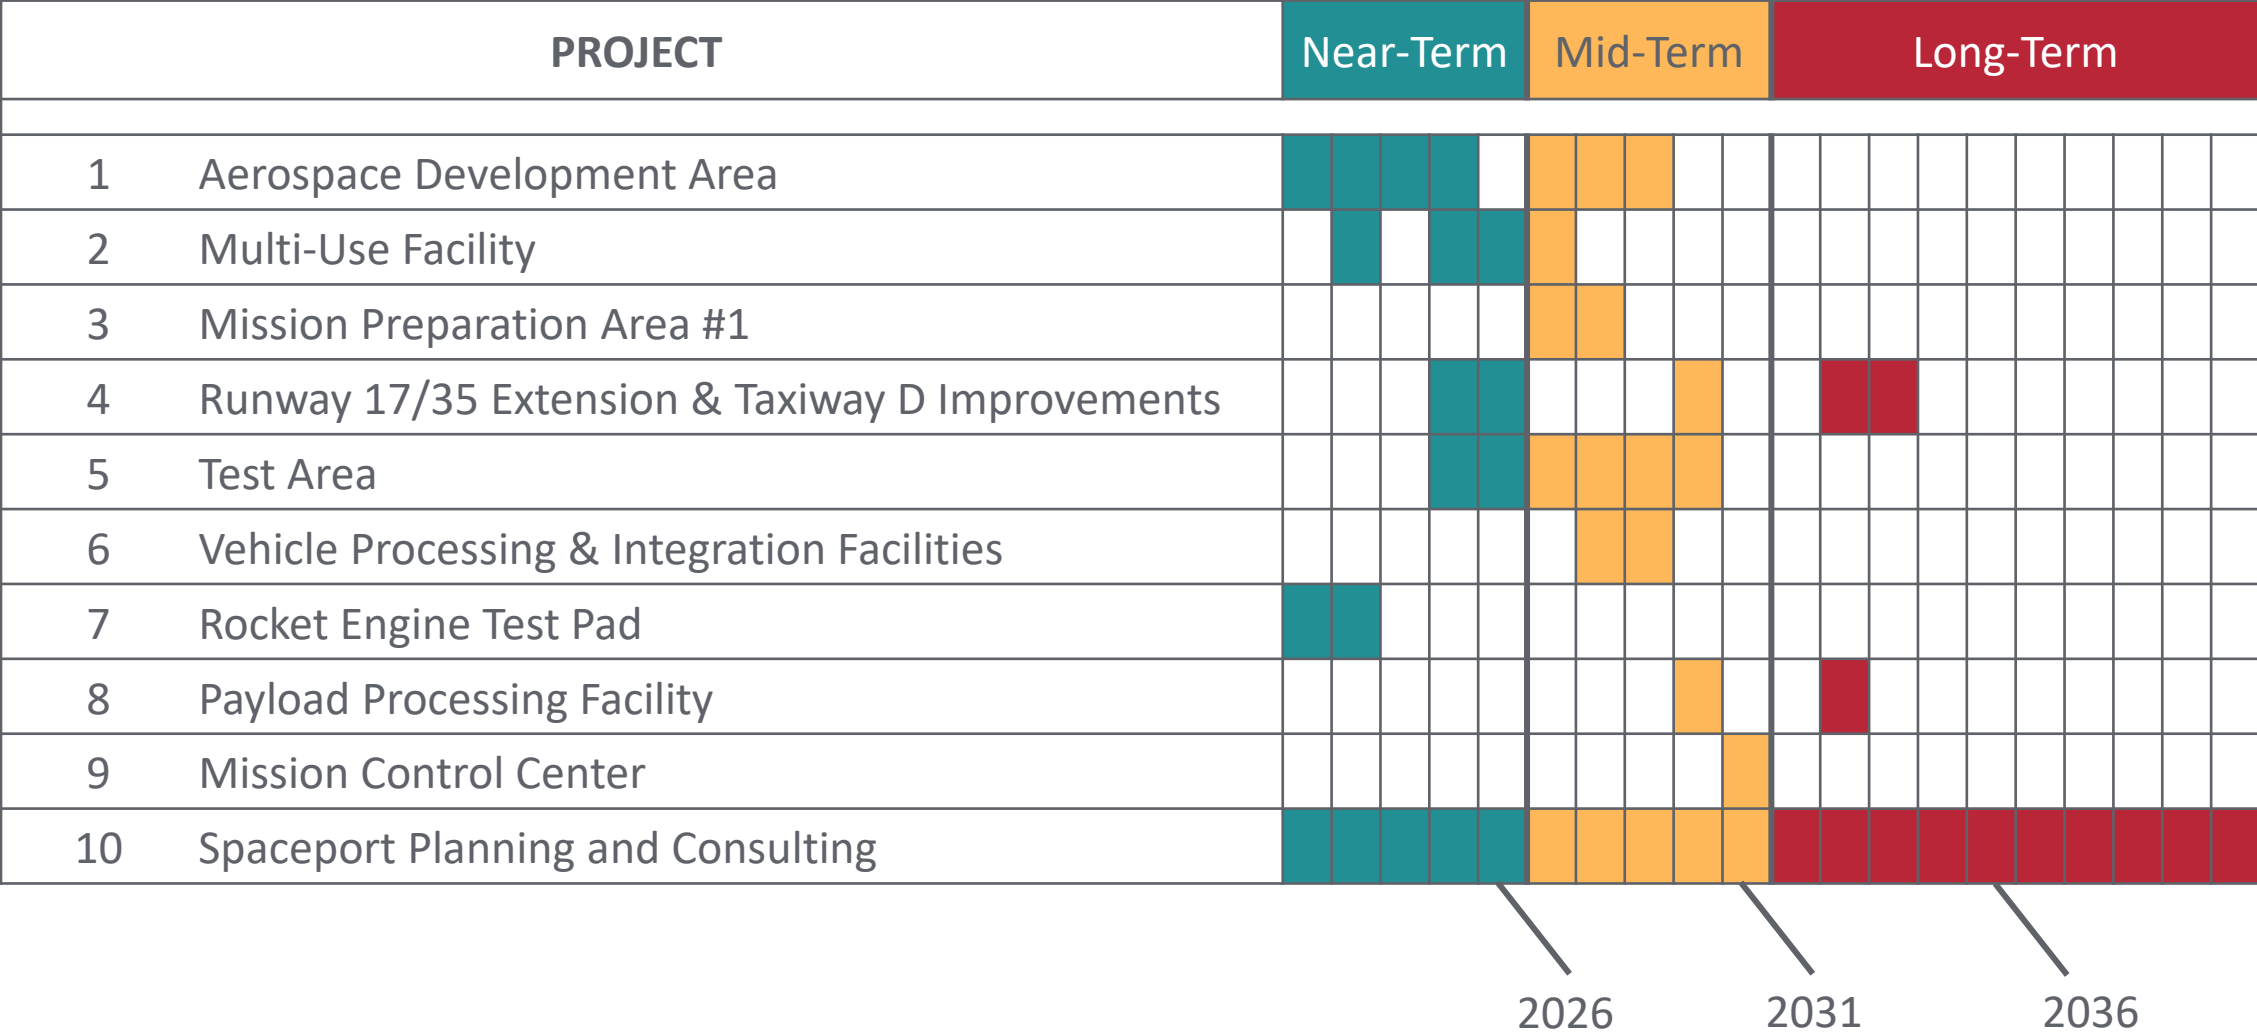 PROJECT Near-Term Mid-Term Long-Term
1 Aerospace Development Area
2 Multi-Use Facility
3 Mission Preparation Area #1
4 Runway 17/35 Extension & Taxiway D Improvements
5 Test Area
6 Vehicle Processing & Integration Facilities
7 Rocket Engine Test Pad
8 Payload Processing Facility
9 Mission Control Center
10 Spaceport Planning and Consulting
2026 2031 2036